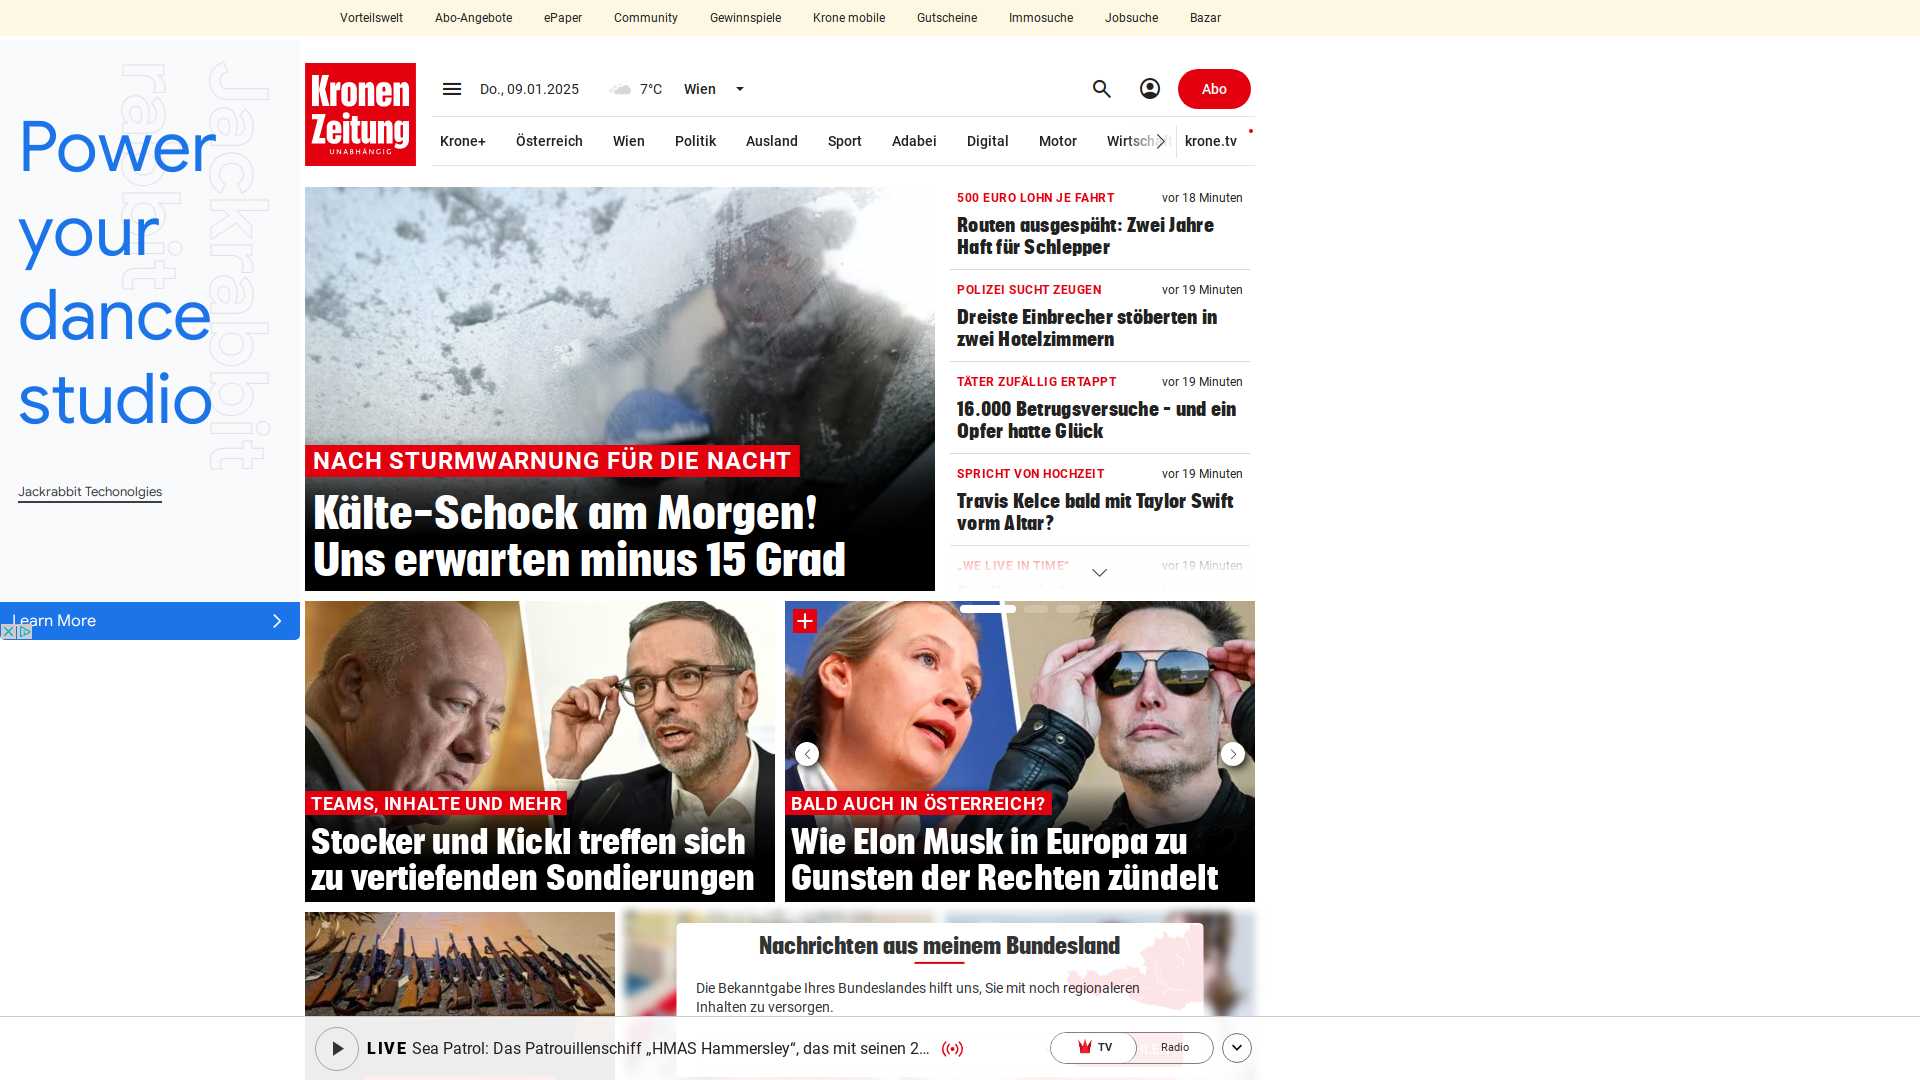 Vorteilswelt Abo-Angebote ePaper Community Gewinnspiele Krone mobile Gutscheine Immosuche Jobsuche Bazar
Jackrabbit
rabbit
Power
your
dance
studio
Jackrabbit Techonolgies
Learn More
Kronen
Zeitung
UNABHÄNGIG
Do., 09.01.2025 7°C Wien
Abo
Krone+ Österreich Wien Politik Ausland Sport Adabei Digital Motor Wirtsch krone.tv
NACH STURMWARNUNG FÜR DIE NACHT
Kälte-Schock am Morgen!
Uns erwarten minus 15 Grad
500 EURO LOHN JE FAHRT vor 18 Minuten
Routen ausgespäht: Zwei Jahre
Haft für Schlepper
POLIZEI SUCHT ZEUGEN vor 19 Minuten
Dreiste Einbrecher stöberten in
zwei Hotelzimmern
TÄTER ZUFÄLLIG ERTAPPT vor 19 Minuten
16.000 Betrugsversuche – und ein
Opfer hatte Glück
SPRICHT VON HOCHZEIT vor 19 Minuten
Travis Kelce bald mit Taylor Swift
vorm Altar?
„WE LIVE IN TIME“ vor 19 Minuten
TEAMS, INHALTE UND MEHR
Stocker und Kickl treffen sich
zu vertiefenden Sondierungen
BALD AUCH IN ÖSTERREICH?
Wie Elon Musk in Europa zu
Gunsten der Rechten zündelt
Nachrichten aus meinem Bundesland
Die Bekanntgabe Ihres Bundeslandes hilft uns, Sie mit noch regionaleren
Inhalten zu versorgen.
LIVE Sea Patrol: Das Patrouillenschiff „HMAS Hammersley“, das mit seinen 2...
TV Radio